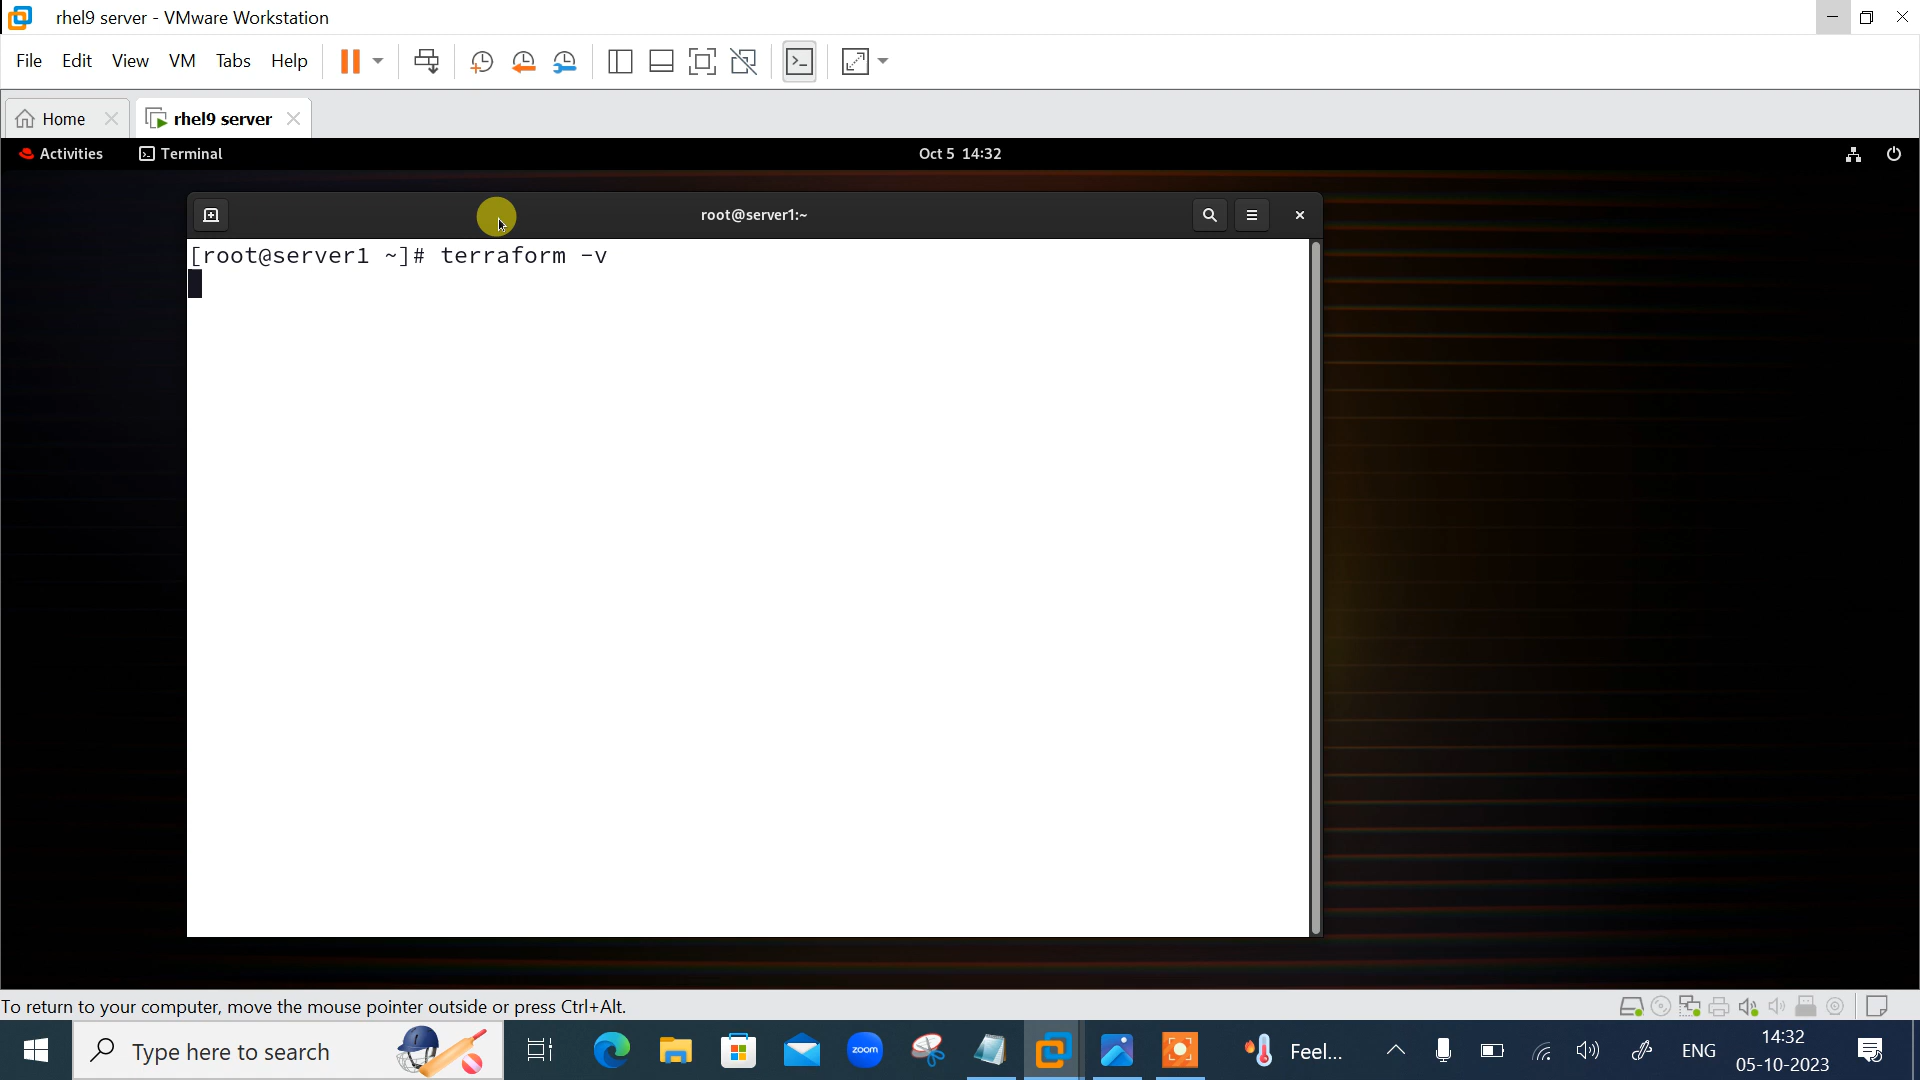 rhel9 server - VMware Workstation
File Edit View VM Tabs Help
Home rhel9 server
Activities Terminal Oct 5 14:32
root@server1:~
[root@server1 ~]# terraform -v
To return to your computer, move the mouse pointer outside or press Ctrl+Alt.
Type here to search zoom Feel... ENG 14:32
05-10-2023